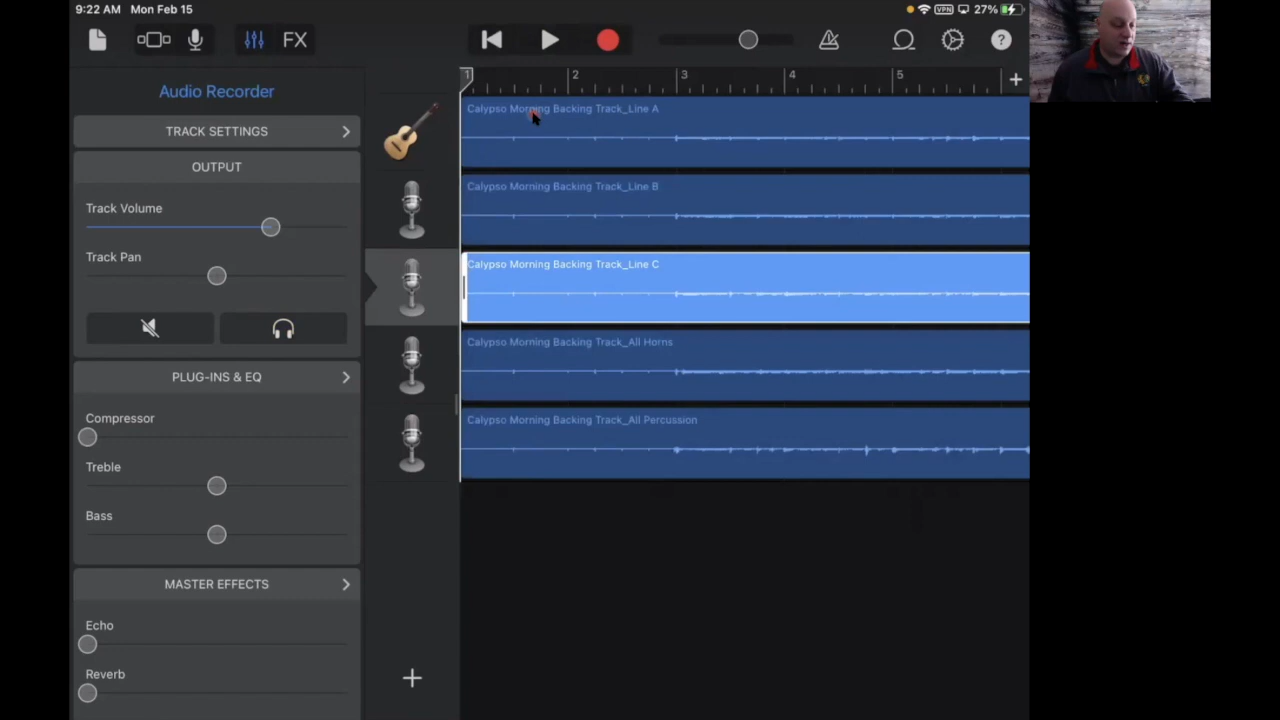 9:22 AM Mon Feb 15
VPN 27%
FX
?
Audio Recorder
1 2 3 4 5
+
TRACK SETTINGS
OUTPUT
Track Volume
Track Pan
PLUG-INS & EQ
Compressor
Treble
Bass
MASTER EFFECTS
Echo
Reverb
Calypso Morning Backing Track_Line A
Calypso Morning Backing Track_Line B
Calypso Morning Backing Track_Line C
Calypso Morning Backing Track_All Horns
Calypso Morning Backing Track_All Percussion
+